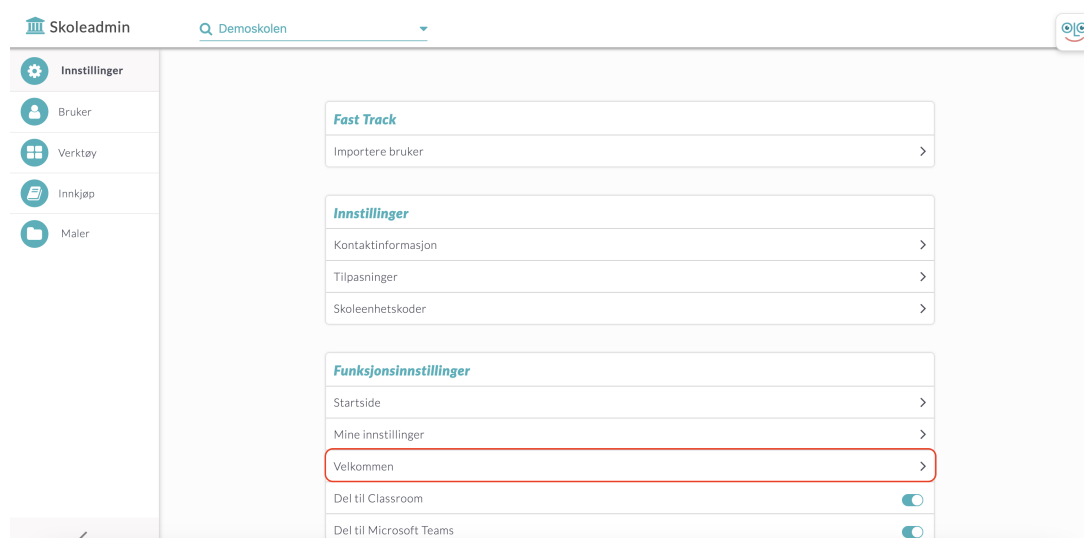 Skoleadmin
Demoskolen
Innstillinger
Bruker
Verktøy
Innkjøp
Maler
Fast Track
Importere bruker
Innstillinger
Kontaktinformasjon
Tilpasninger
Skoleenhetskoder
Funksjonsinnstillinger
Startside
Mine innstillinger
Velkommen
Del til Classroom
Del til Microsoft Teams